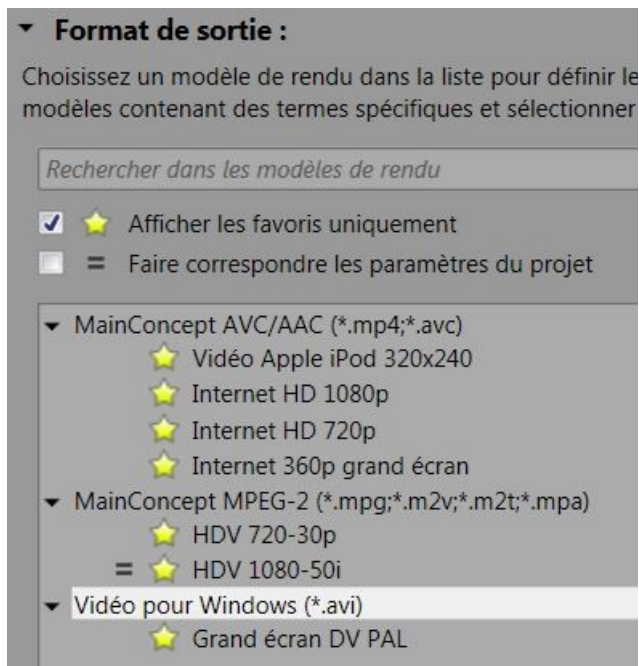 Format de sortie :
Choisissez un modèle de rendu dans la liste pour définir le
modèles contenant des termes spécifiques et sélectionner
Rechercher dans les modèles de rendu
Afficher les favoris uniquement
= Faire correspondre les paramètres du projet
MainConcept AVC/AAC (*.mp4;*.avc)
Vidéo Apple iPod 320x240
Internet HD 1080p
Internet HD 720p
Internet 360p grand écran
MainConcept MPEG-2 (*.mpg;*.m2v;*.m2t;*.mpa)
HDV 720-30p
= HDV 1080-50i
Vidéo pour Windows (*.avi)
Grand écran DV PAL